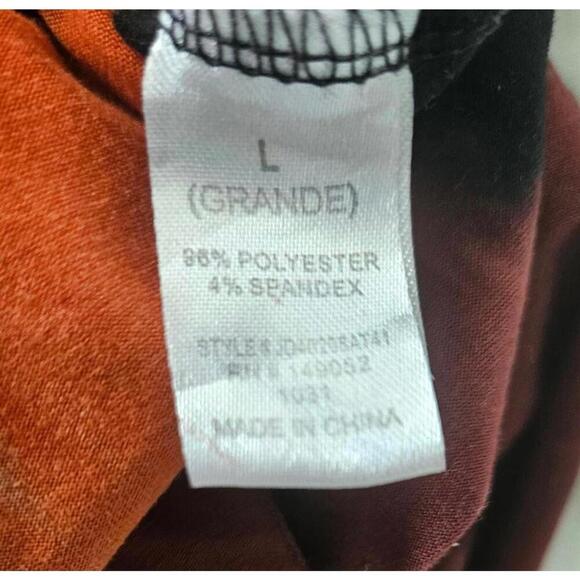 L
(GRANDE)
96% POLYESTER
4% SPANDEX
STYLE #
RN # 149052
1031
MADE IN CHINA